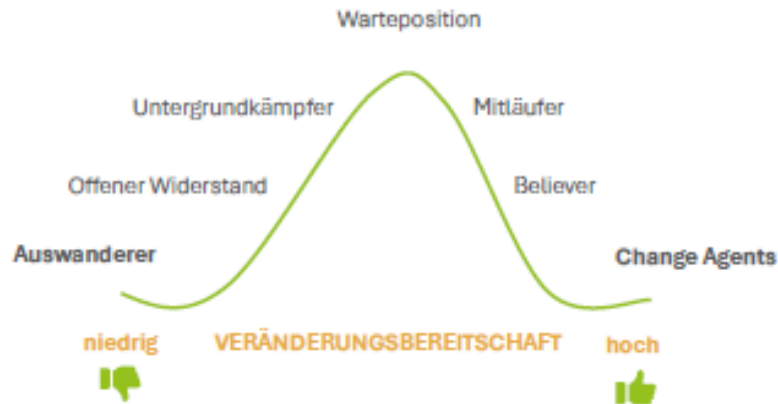 Warteposition
Untergrundkämpfer
Mitläufer
Offener Widerstand
Believer
Auswanderer
Change Agents
niedrig
VERÄNDERUNGSBEREITSCHAFT
hoch